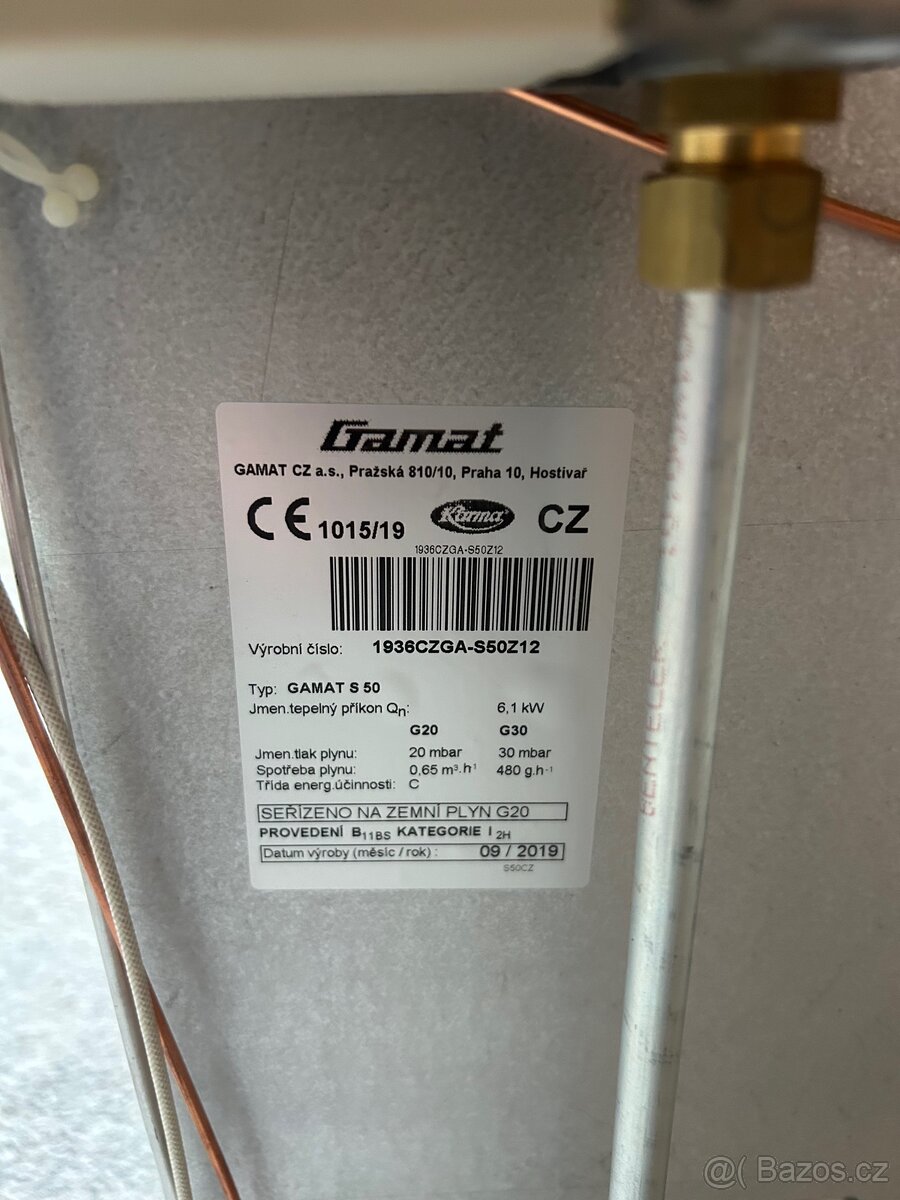 Gamat
GAMAT CZ a.s., Pražská 810/10, Praha 10, Hostivař
CE 1015/19 Karma CZ
1936CZGA-S50Z12
Výrobní číslo: 1936CZGA-S50Z12
Typ: GAMAT S 50
Jmen.tepelný příkon Qn: 6,1 kW
G20 G30
Jmen.tlak plynu: 20 mbar 30 mbar
Spotřeba plynu: 0,65 m³.h¹ 480 g.h⁻¹
Třída energ.účinnosti: C
SEŘÍZENO NA ZEMNÍ PLYN G20
PROVEDENÍ B11BS KATEGORIE I 2H
Datum výroby (měsíc / rok) : 09 / 2019
S50CZ
@( Bazos.cz